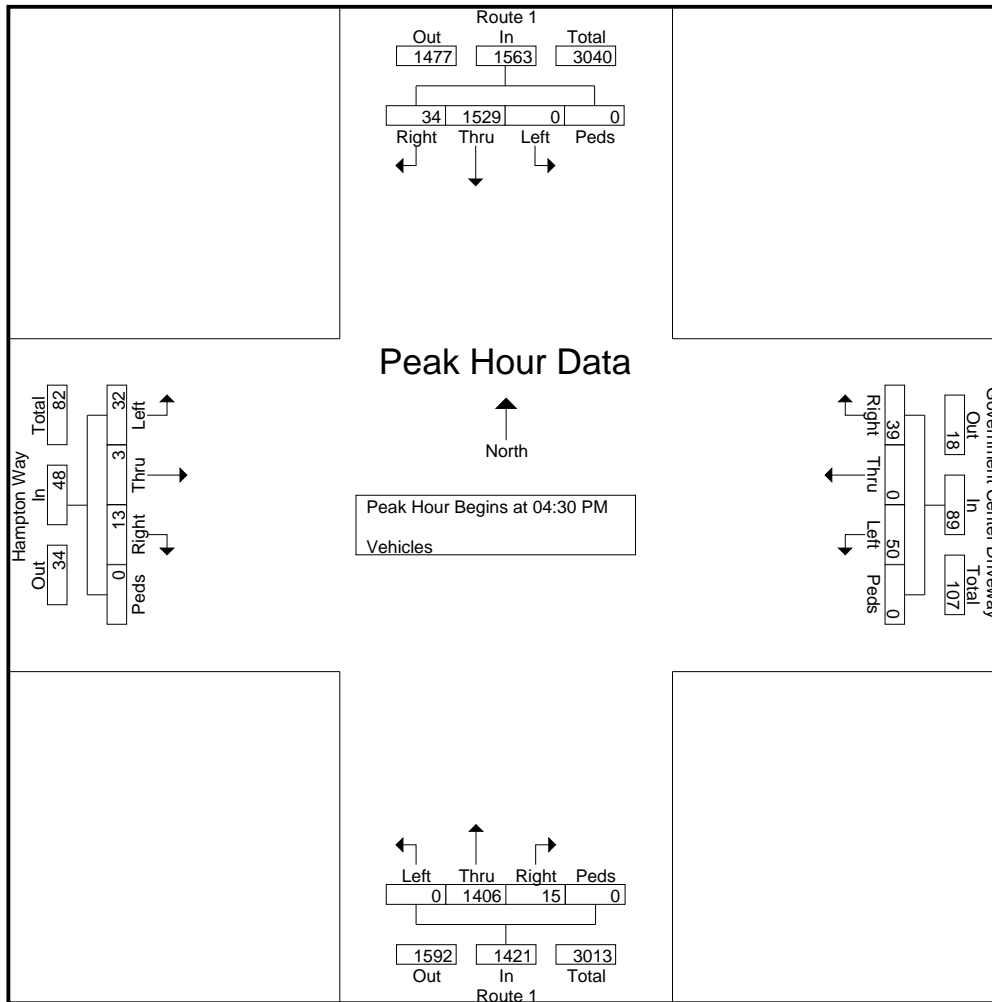 Route 1
Out In Total
1477 1563 3040
34 1529 0 0
Right Thru Left Peds
Peak Hour Data
North
Peak Hour Begins at 04:30 PM
Vehicles
Hampton Way
Total In Out
82 48 34
32 3 13 0
Left Thru Right Peds
Right Thru Left Peds
39 0 50 0
Out In Total
18 89 107
Government Center Driveway
Left Thru Right Peds
0 1406 15 0
1592 1421 3013
Out In Total
Route 1